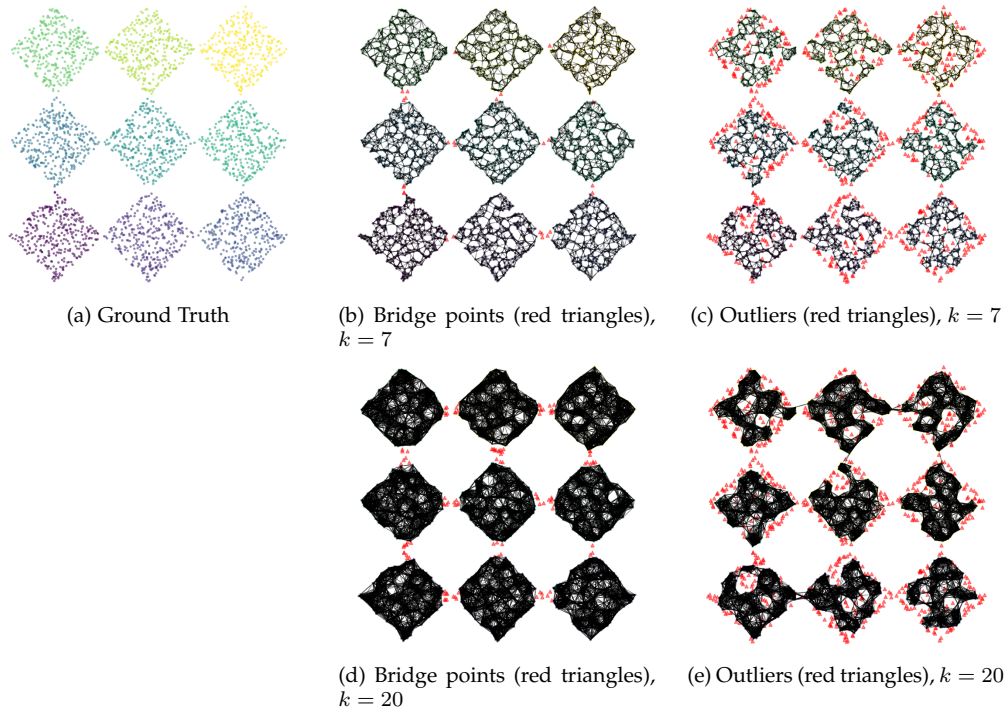 (a) Ground Truth
(b) Bridge points (red triangles),
k = 7
(c) Outliers (red triangles), k = 7
(d) Bridge points (red triangles),
k = 20
(e) Outliers (red triangles), k = 20